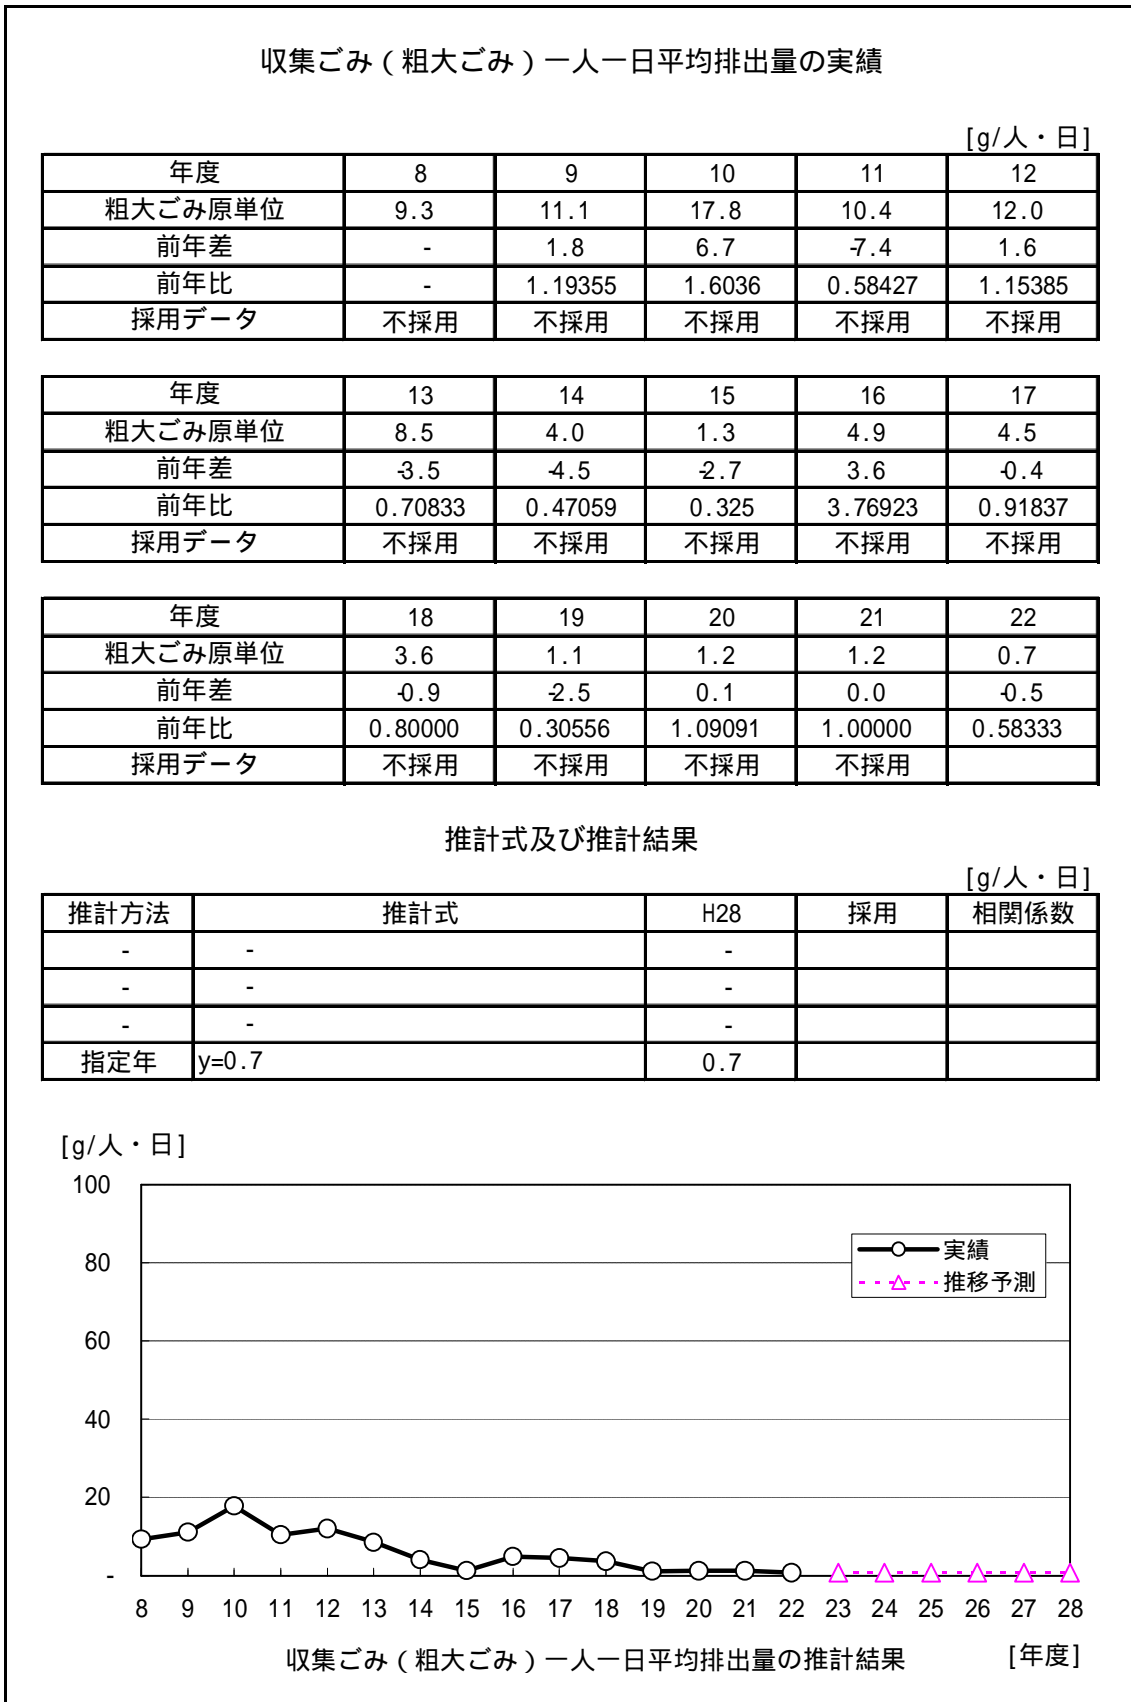 収集ごみ（粗大ごみ）一人一日平均排出量の実績
[g/人・日]
年度 8 9 10 11 12
粗大ごみ原単位 9.3 11.1 17.8 10.4 12.0
前年差 - 1.8 6.7 -7.4 1.6
前年比 - 1.19355 1.6036 0.58427 1.15385
採用データ 不採用 不採用 不採用 不採用 不採用
年度 13 14 15 16 17
粗大ごみ原単位 8.5 4.0 1.3 4.9 4.5
前年差 -3.5 -4.5 -2.7 3.6 -0.4
前年比 0.70833 0.47059 0.325 3.76923 0.91837
採用データ 不採用 不採用 不採用 不採用 不採用
年度 18 19 20 21 22
粗大ごみ原単位 3.6 1.1 1.2 1.2 0.7
前年差 -0.9 -2.5 0.1 0.0 -0.5
前年比 0.80000 0.30556 1.09091 1.00000 0.58333
採用データ 不採用 不採用 不採用 不採用
推計式及び推計結果
[g/人・日]
推計方法 推計式 H28 採用 相関係数
- - -
- - -
- - -
指定年 y=0.7 0.7
[g/人・日]
100
80
60
40
20
-
実績
推移予測
8 9 10 11 12 13 14 15 16 17 18 19 20 21 22 23 24 25 26 27 28
収集ごみ（粗大ごみ）一人一日平均排出量の推計結果 [年度]